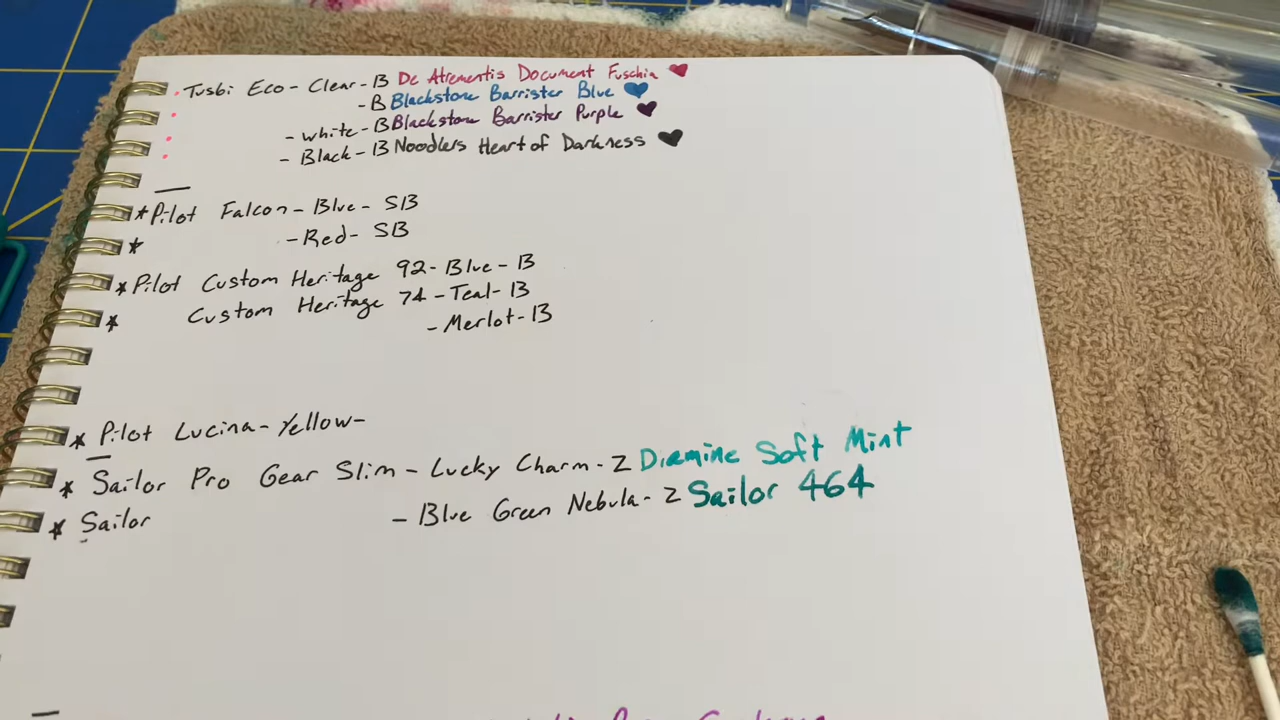 Tusbi Eco - Clear - B De Atrementis Document Fuschia
- B Blackstone Barrister Blue
- White - B Blackstone Barrister Purple
- Black - B Noodlers Heart of Darkness
*Pilot Falcon - Blue - SB
* - Red - SB
*Pilot Custom Heritage 92 - Blue - B
* Custom Heritage 74 - Teal - B
- Merlot - B
* Pilot Lucina - Yellow -
* Sailor Pro Gear Slim - Lucky Charm - Z Diamine Soft Mint
* Sailor - Blue Green Nebula - Z Sailor 464